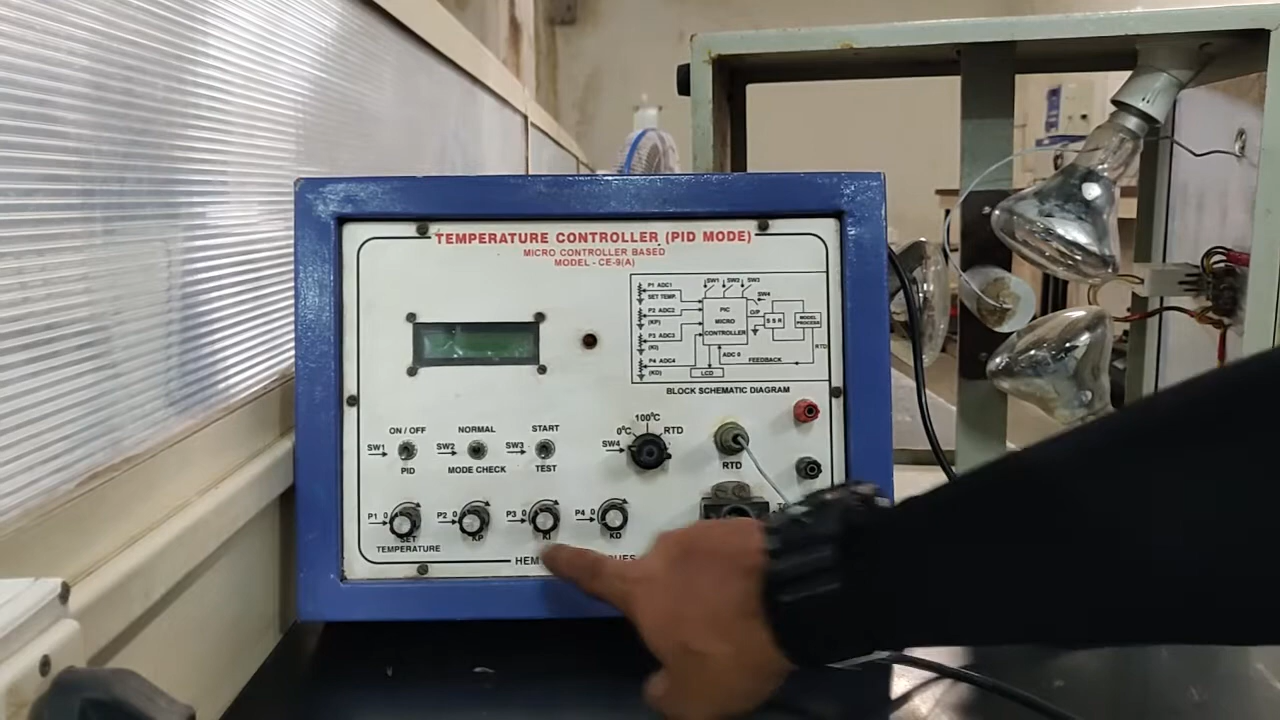 TEMPERATURE CONTROLLER (PID MODE)
MICRO CONTROLLER BASED
MODEL - CE-9(A)
P1 ADC1
SET TEMP.
P2 ADC2
(KP)
P3 ADC3
(KI)
P4 ADC4
(KD)
SW1 SW2 SW3
SW4
O/P
PIC
MICRO
CONTROLLER
S S R
MODEL
PROCESS
RTD
ADC 0
FEEDBACK
LCD
BLOCK SCHEMATIC DIAGRAM
ON / OFF
SW1
PID
NORMAL
SW2
MODE CHECK
START
SW3
TEST
SW4
0°C
100°C
RTD
RTD
P1 0
SET
TEMPERATURE
P2 0
KP
P3 0
KI
P4 0
KD
HEM